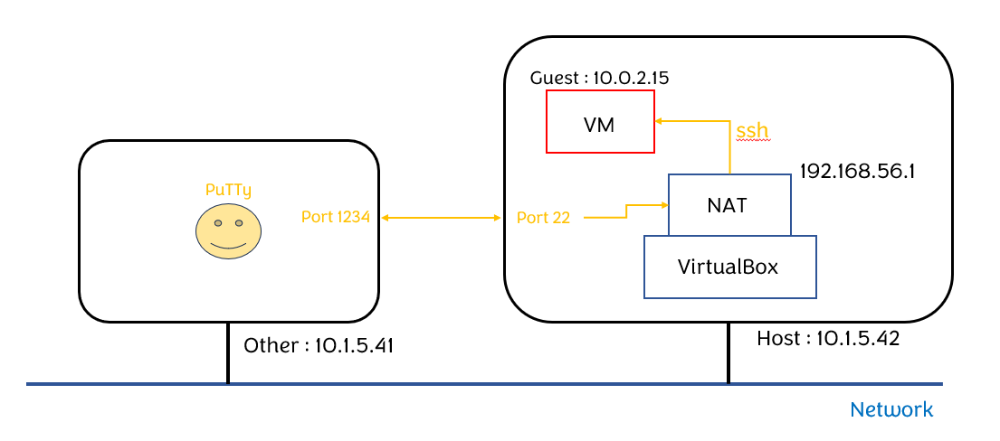 Guest : 10.0.2.15
VM
ssh
192.168.56.1
PuTTy
Port 1234
Port 22
NAT
VirtualBox
Other : 10.1.5.41
Host : 10.1.5.42
Network